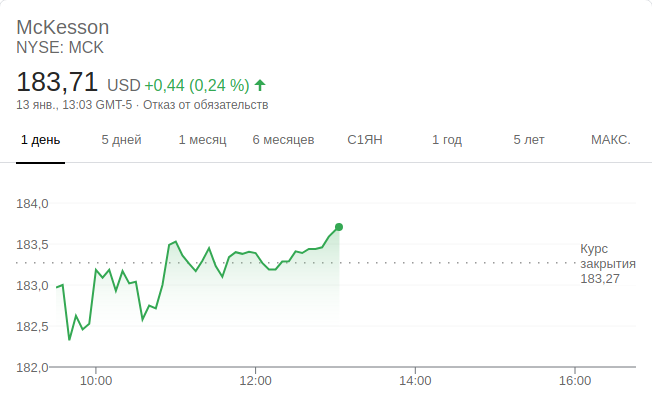 McKesson
NYSE: MCK
183,71 USD +0,44 (0,24 %)
13 янв., 13:03 GMT-5 · Отказ от обязательств
1 день 5 дней 1 месяц 6 месяцев С1ЯН 1 год 5 лет МАКС.
184,0
183,5
Курс
закрытия
183,27
183,0
182,5
182,0
10:00 12:00 14:00 16:00